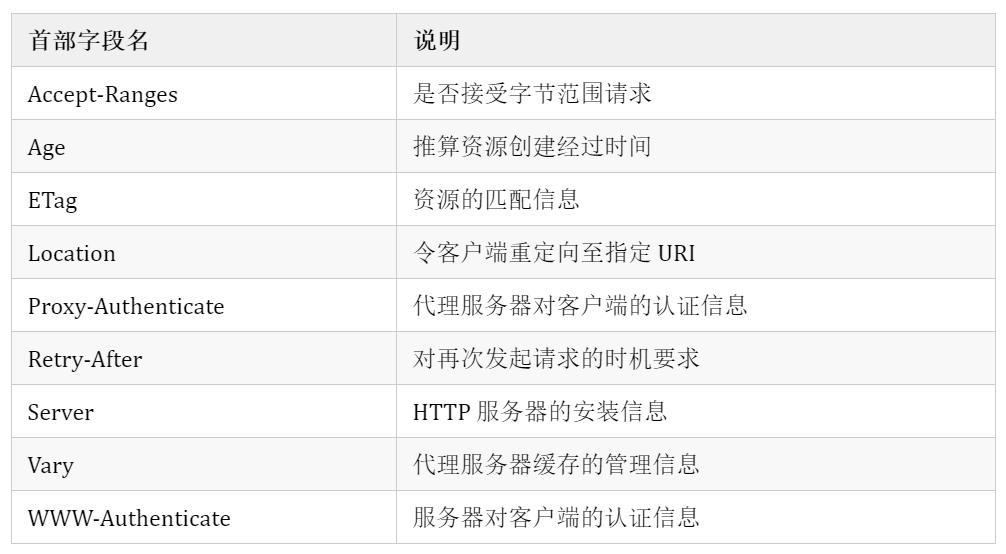 首部字段名 说明
Accept-Ranges 是否接受字节范围请求
Age 推算资源创建经过时间
ETag 资源的匹配信息
Location 令客户端重定向至指定 URI
Proxy-Authenticate 代理服务器对客户端的认证信息
Retry-After 对再次发起请求的时机要求
Server HTTP 服务器的安装信息
Vary 代理服务器缓存的管理信息
WWW-Authenticate 服务器对客户端的认证信息